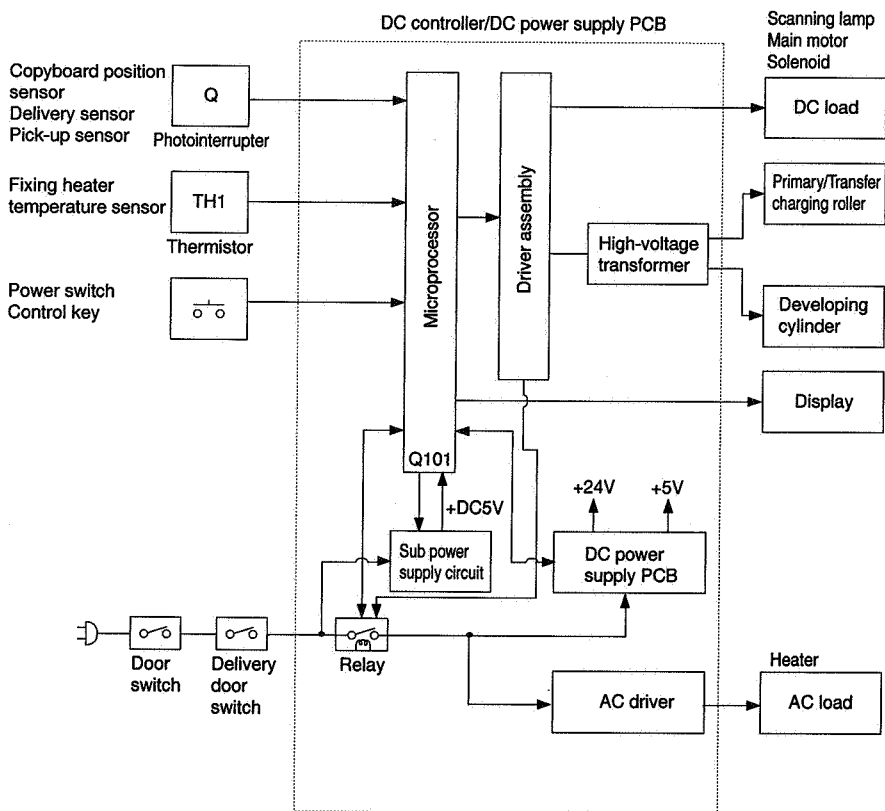 DC controller/DC power supply PCB
Scanning lamp
Main motor
Solenoid
Copyboard position
sensor
Delivery sensor
Pick-up sensor
Q
Photointerrupter
DC load
Fixing heater
temperature sensor
TH1
Thermistor
Microprocessor
Driver assembly
Primary/Transfer
charging roller
High-voltage
transformer
Power switch
Control key
Developing
cylinder
Display
Q101
+DC5V
+24V
+5V
Sub power
supply circuit
DC power
supply PCB
Door
switch
Delivery
door
switch
Relay
AC driver
Heater
AC load